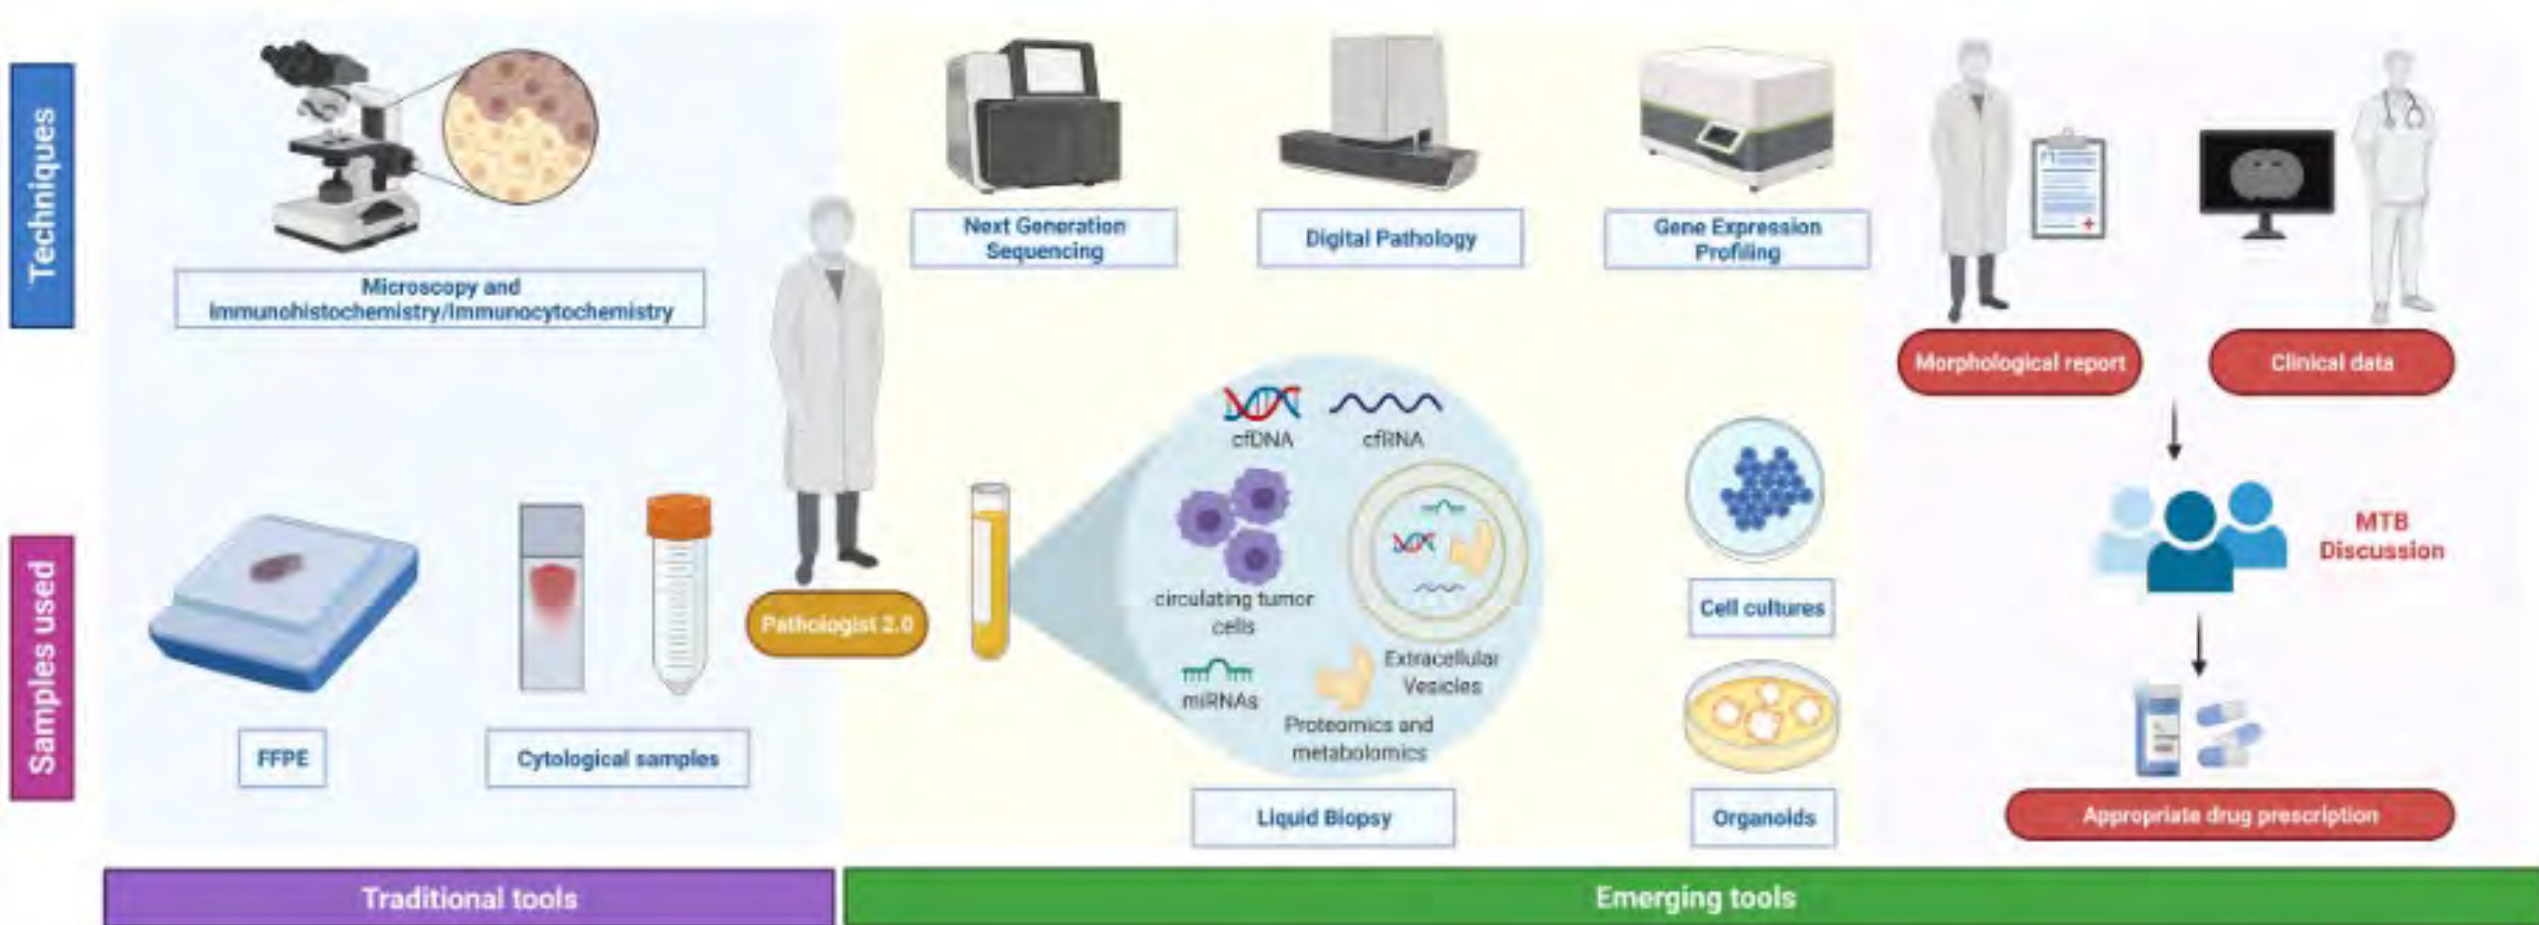 Techniques
Microscopy and
Immunohistochemistry/Immunocytochemistry
Next Generation
Sequencing
Digital Pathology
Gene Expression
Profiling
Morphological report
Clinical data
Samples used
FFPE
Cytological samples
Pathologist 2.0
cfDNA
cfRNA
circulating tumor
cells
Extracellular
Vesicles
miRNAs
Proteomics and
metabolomics
Liquid Biopsy
Cell cultures
Organoids
MTB
Discussion
Appropriate drug prescription
Traditional tools
Emerging tools